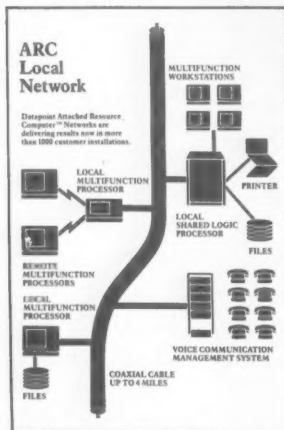 ARC
Local
Network
Datapoint Attached Resource
Computer™ Networks are
delivering results now in more
than 1000 customer installations.
MULTIFUNCTION
WORKSTATIONS
LOCAL
MULTIFUNCTION
PROCESSOR
PRINTER
LOCAL
SHARED LOGIC
PROCESSOR
FILES
REMOTE
MULTIFUNCTION
PROCESSORS
LOCAL
MULTIFUNCTION
PROCESSOR
VOICE COMMUNICATION
MANAGEMENT SYSTEM
FILES
COAXIAL CABLE
UP TO 4 MILES